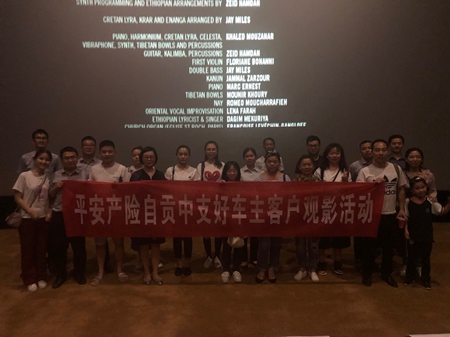 SYNTH PROGRAMMING AND ETHIOPIAN ARRANGEMENTS BY ZEID HAMDAN
CRETAN LYRA, KRAR AND ENANGA ARRANGED BY JAY MILES
PIANO, HARMONIUM, CRETAN LYRA, CELESTA, KHALED MOUZANAR
VIBRAPHONE, SYNTH, TIBETAN BOWLS AND PERCUSSIONS
GUITAR, KALIMBA, PERCUSSIONS ZEID HAMDAN
FIRST VIOLIN FLORIANE BONANNI
DOUBLE BASS JAY MILES
KANUN JAMMAL ZARZOUR
PIANO MARC ERNEST
TIBETAN BOWLS MOUNIR KHOURY
NAY ROMEO MOUCHARRAFIEH
ORIENTAL VOCAL IMPROVISATION LENA FARAH
ETHIOPIAN LYRICIST & SINGER DAGIM MEKURIYA
CHURCH ORGAN
平安产险自贡中支好车主客户观影活动
adidas